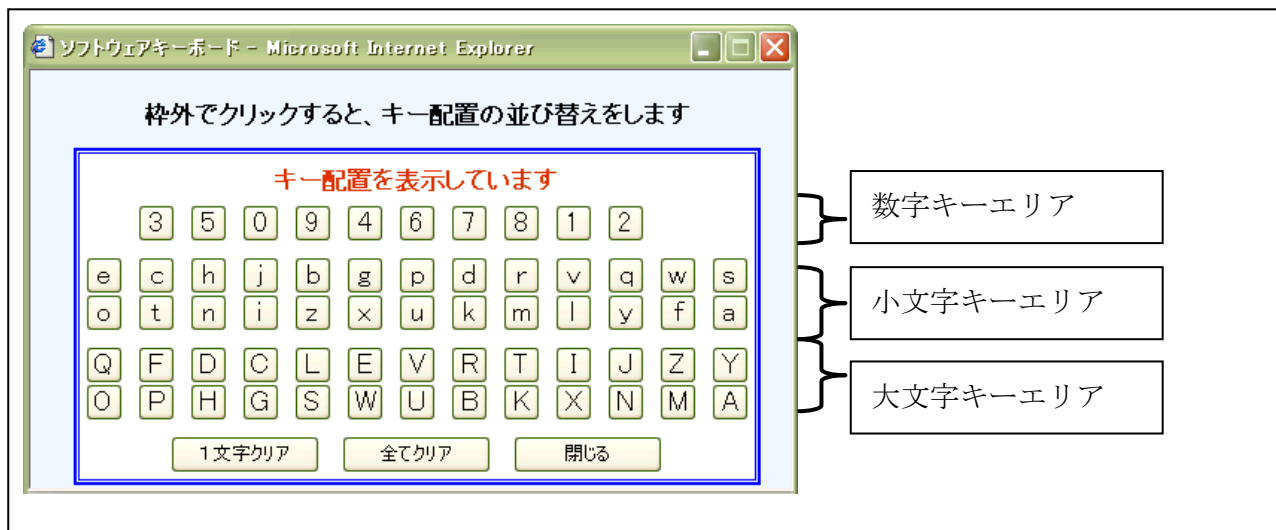 ソフトウェアキーボード - Microsoft Internet Explorer
枠外でクリックすると、キー配置の並び替えをします
キー配置を表示しています
3 5 0 9 4 6 7 8 1 2
e c h j b g p d r v q w s
o t n i z x u k m l y f a
Q F D C L E V R T I J Z Y
O P H G S W U B K X N M A
1文字クリア 全てクリア 閉じる
数字キーエリア
小文字キーエリア
大文字キーエリア